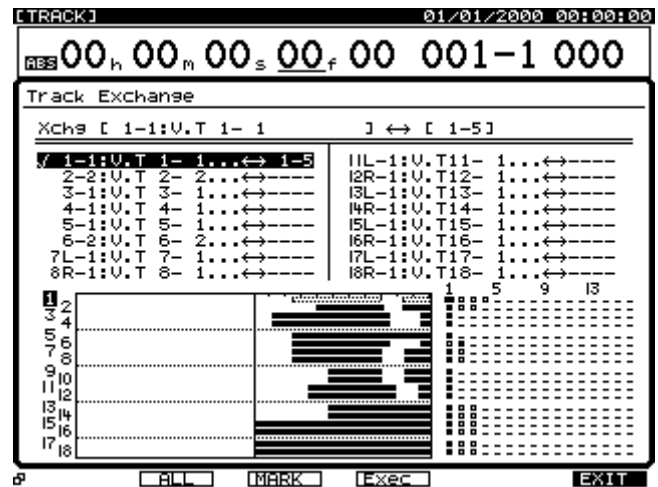 [TRACK] 01/01/2000 00:00:00
ABS 00h 00m 00s 00f 00 001-1 000
Track Exchange
Xchg [ 1-1:V.T 1- 1 ] ↔ [ 1-5]
√ 1-1:V.T 1- 1...↔ 1-5
2-2:V.T 2- 2...↔----
3-1:V.T 3- 1...↔----
4-1:V.T 4- 1...↔----
5-1:V.T 5- 1...↔----
6-2:V.T 6- 2...↔----
7L-1:V.T 7- 1...↔----
8R-1:V.T 8- 1...↔----
11L-1:V.T11- 1...↔----
12R-1:V.T12- 1...↔----
13L-1:V.T13- 1...↔----
14R-1:V.T14- 1...↔----
15L-1:V.T15- 1...↔----
16R-1:V.T16- 1...↔----
17L-1:V.T17- 1...↔----
18R-1:V.T18- 1...↔----
1 5 9 13
1
2
3
4
5
6
7
8
9
10
11
12
13
14
15
16
17
18
ALL MARK Exec EXIT